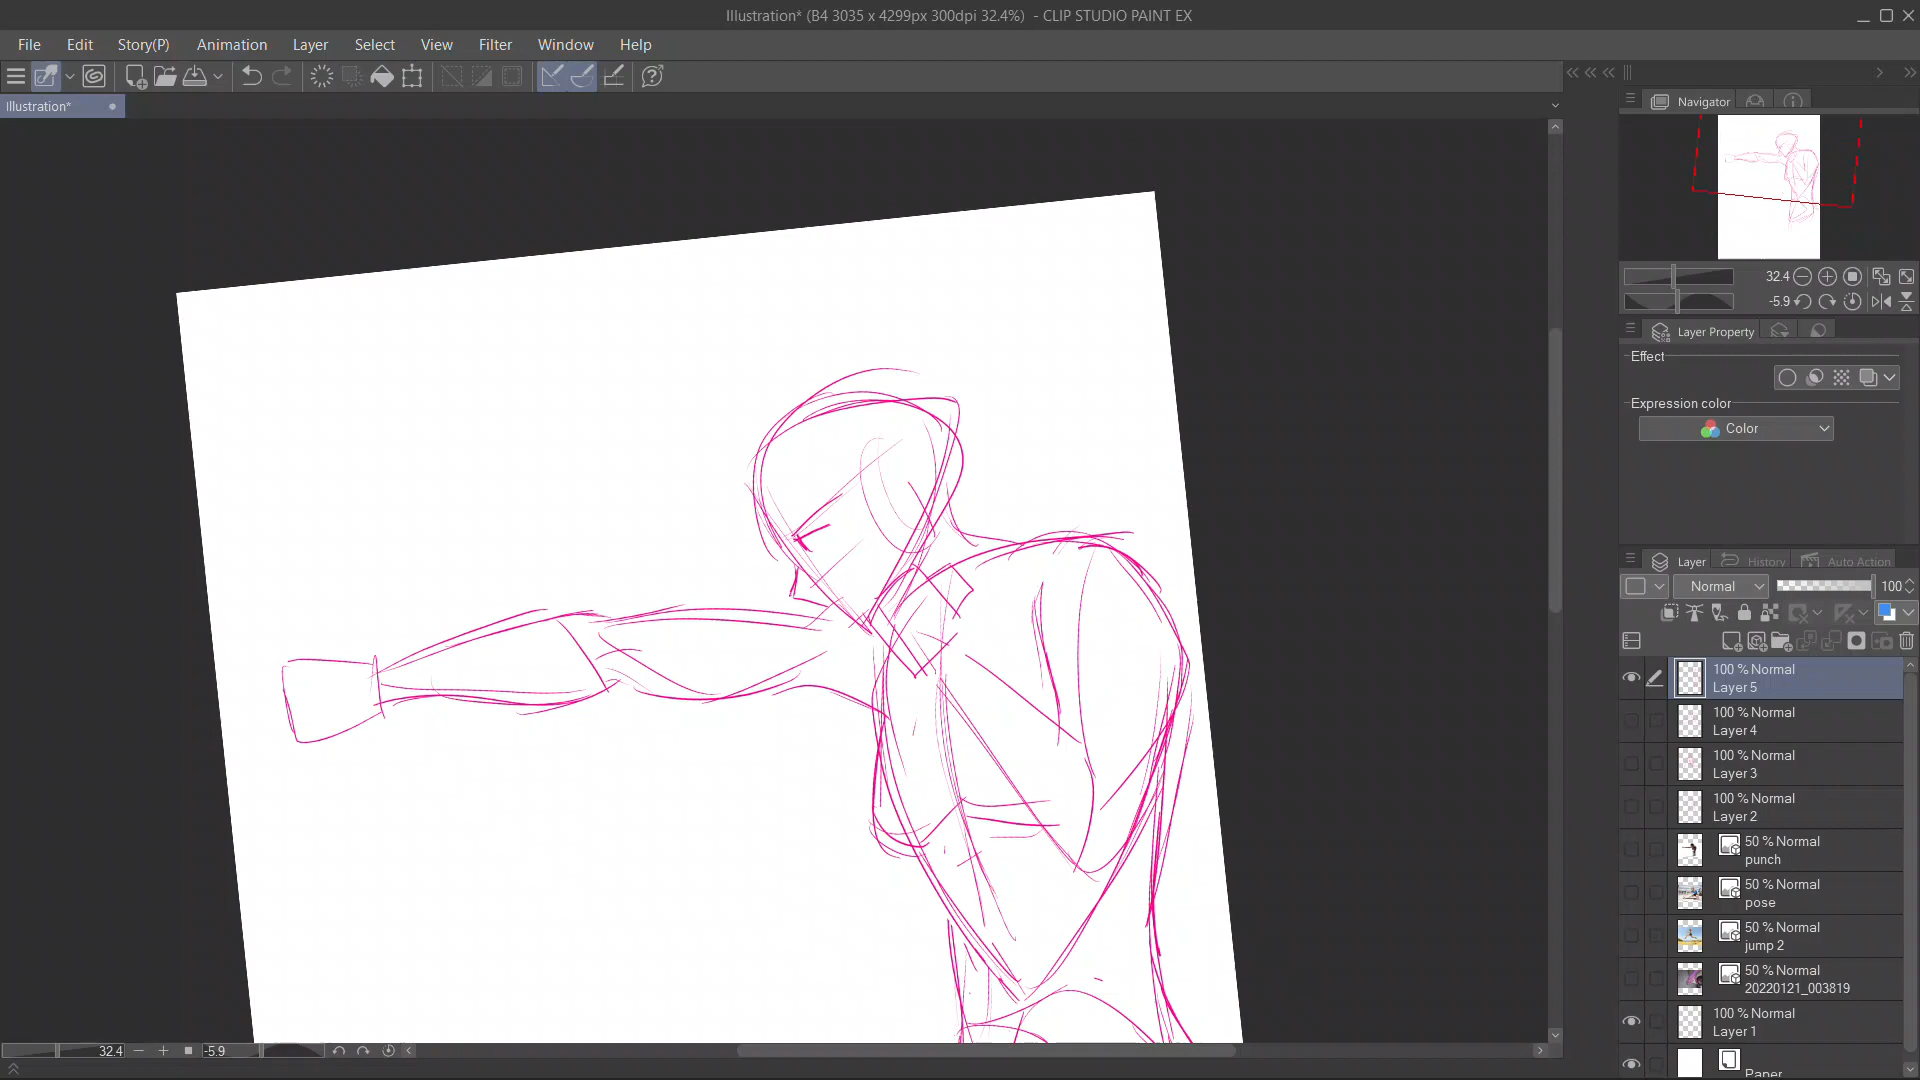 Illustration* (B4 3035 x 4299px 300dpi 32.4%) - CLIP STUDIO PAINT EX
File Edit Story(P) Animation Layer Select View Filter Window Help
Illustration*
Navigator
32.4
-5.9
Layer Property
Effect
Expression color
Color
Layer History Auto Action
Normal 100
100 % Normal
Layer 5
100 % Normal
Layer 4
100 % Normal
Layer 3
100 % Normal
Layer 2
50 % Normal
punch
50 % Normal
pose
50 % Normal
jump 2
50 % Normal
20220121_003819
100 % Normal
Layer 1
Paper
32.4 -5.9